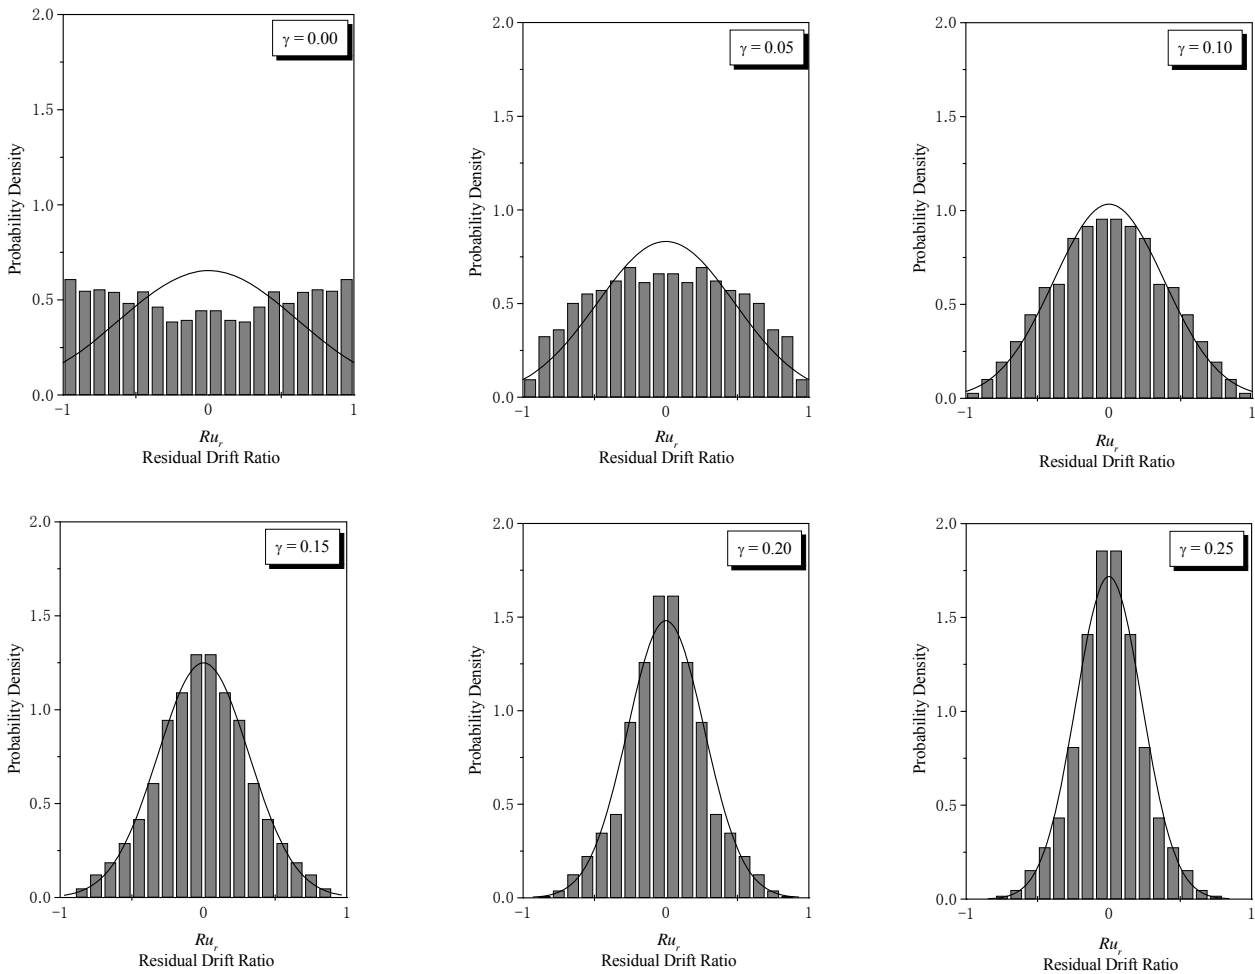 γ = 0.00
2.0
1.5
1.0
0.5
0.0
Probability Density
-1
0
1
Ru_r
Residual Drift Ratio
γ = 0.05
2.0
1.5
1.0
0.5
0.0
Probability Density
-1
0
1
Ru_r
Residual Drift Ratio
γ = 0.10
2.0
1.5
1.0
0.5
0.0
Probability Density
-1
0
1
Ru_r
Residual Drift Ratio
γ = 0.15
2.0
1.5
1.0
0.5
0.0
Probability Density
-1
0
1
Ru_r
Residual Drift Ratio
γ = 0.20
2.0
1.5
1.0
0.5
0.0
Probability Density
-1
0
1
Ru_r
Residual Drift Ratio
γ = 0.25
2.0
1.5
1.0
0.5
0.0
Probability Density
-1
0
1
Ru_r
Residual Drift Ratio